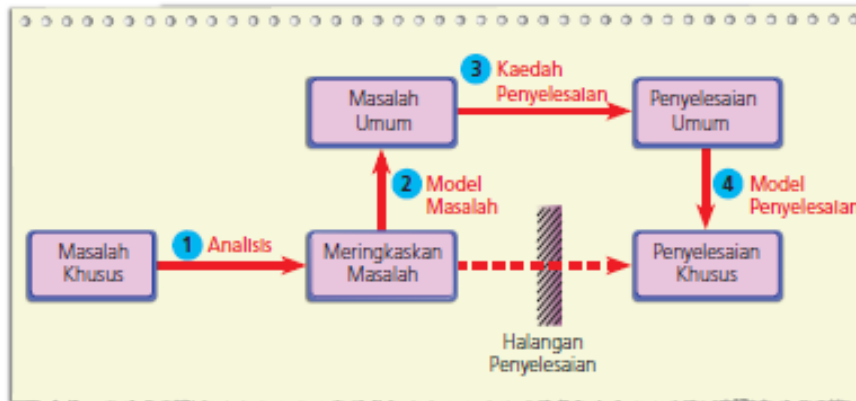 3 Kaedah
Penyelesaian
Masalah
Umum
Penyelesaian
Umum
2 Model
Masalah
4 Model
Penyelesaian
Masalah
Khusus
1 Analisis
Meringkaskan
Masalah
Penyelesaian
Khusus
Halangan
Penyelesaian